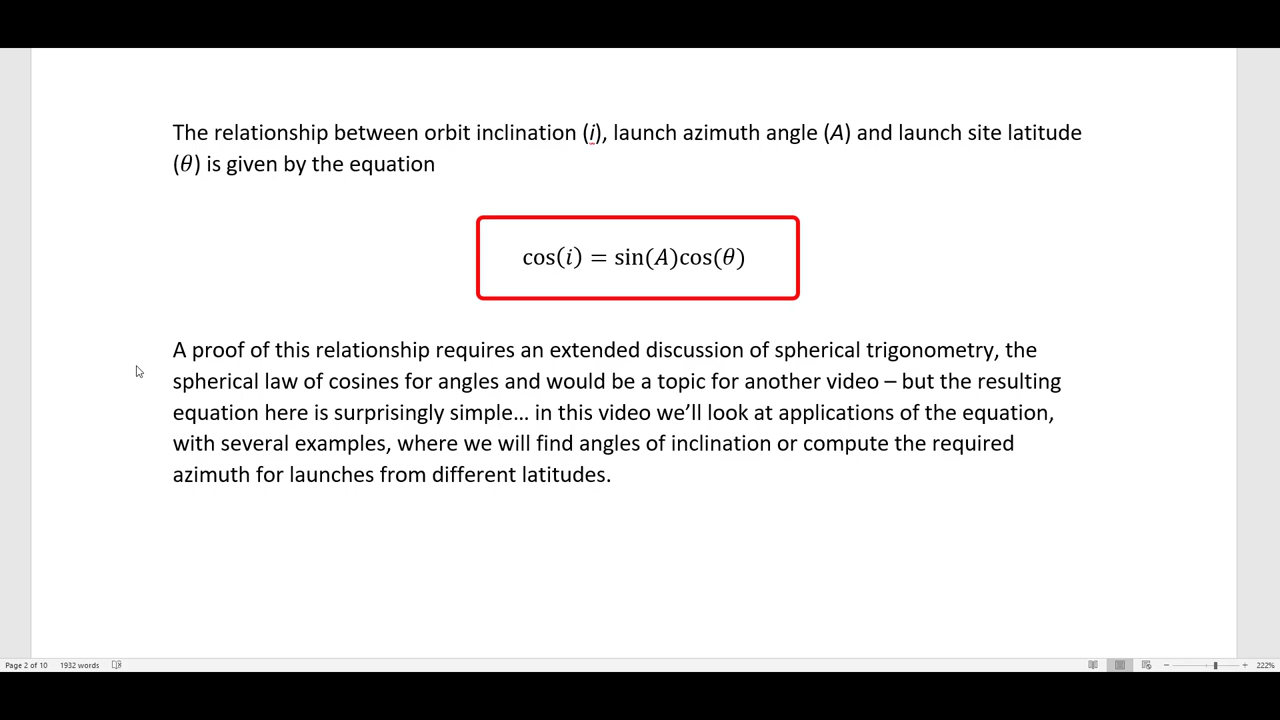 The relationship between orbit inclination (i), launch azimuth angle (A) and launch site latitude
(θ) is given by the equation
cos(i) = sin(A)cos(θ)
A proof of this relationship requires an extended discussion of spherical trigonometry, the
spherical law of cosines for angles and would be a topic for another video – but the resulting
equation here is surprisingly simple... in this video we’ll look at applications of the equation,
with several examples, where we will find angles of inclination or compute the required
azimuth for launches from different latitudes.
Page 2 of 10 1932 words 222%